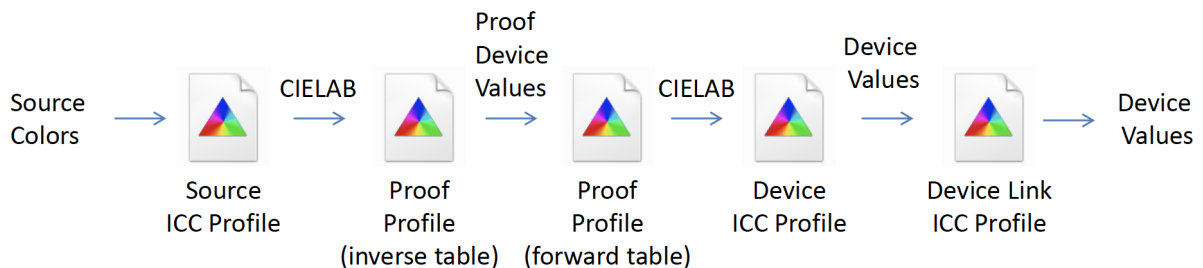 Source
Colors
CIELAB
Proof
Device
Values
CIELAB
Device
Values
Device
Values
Source
ICC Profile
Proof
Profile
(inverse table)
Proof
Profile
(forward table)
Device
ICC Profile
Device Link
ICC Profile